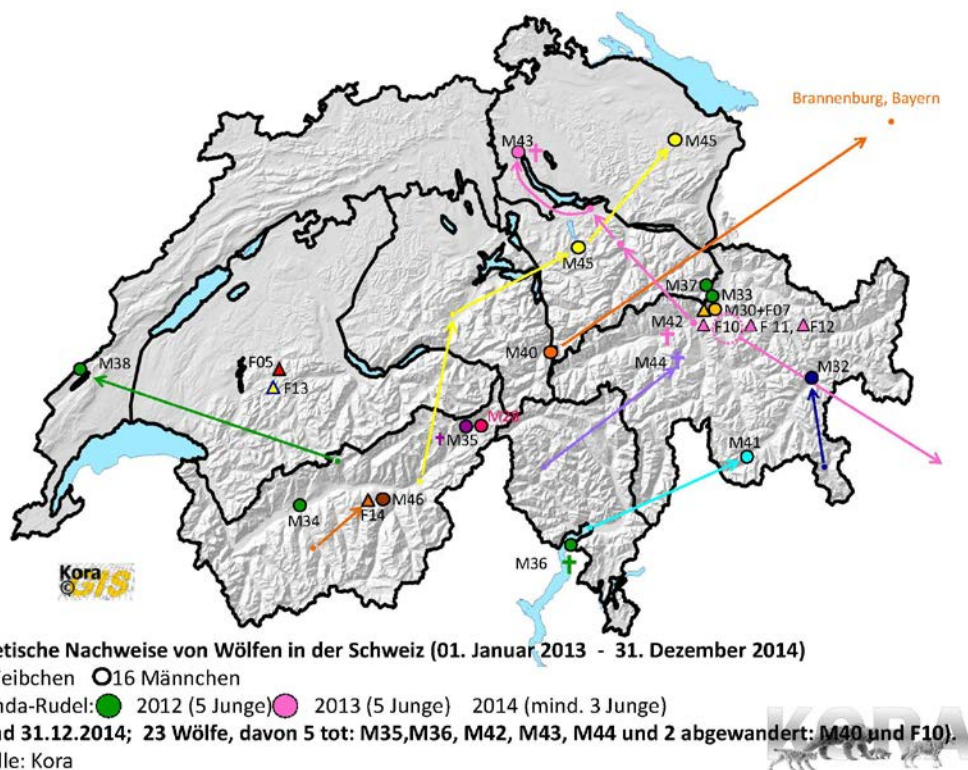 Brannenburg, Bayern
M43
M45
M45
M37
M33
M30+F07
M42
F10
F 11,
F12
M40
M44
M32
M38
F05
F13
M28
M35
M41
M34
F14
M46
M36
Kora
© GIS
etische Nachweise von Wölfen in der Schweiz (01. Januar 2013 - 31. Dezember 2014)
eibchen 16 Männchen
nda-Rudel: 2012 (5 Junge) 2013 (5 Junge) 2014 (mind. 3 Junge)
d 31.12.2014; 23 Wölfe, davon 5 tot: M35,M36, M42, M43, M44 und 2 abgewandert: M40 und F10).
lle: Kora
KORA